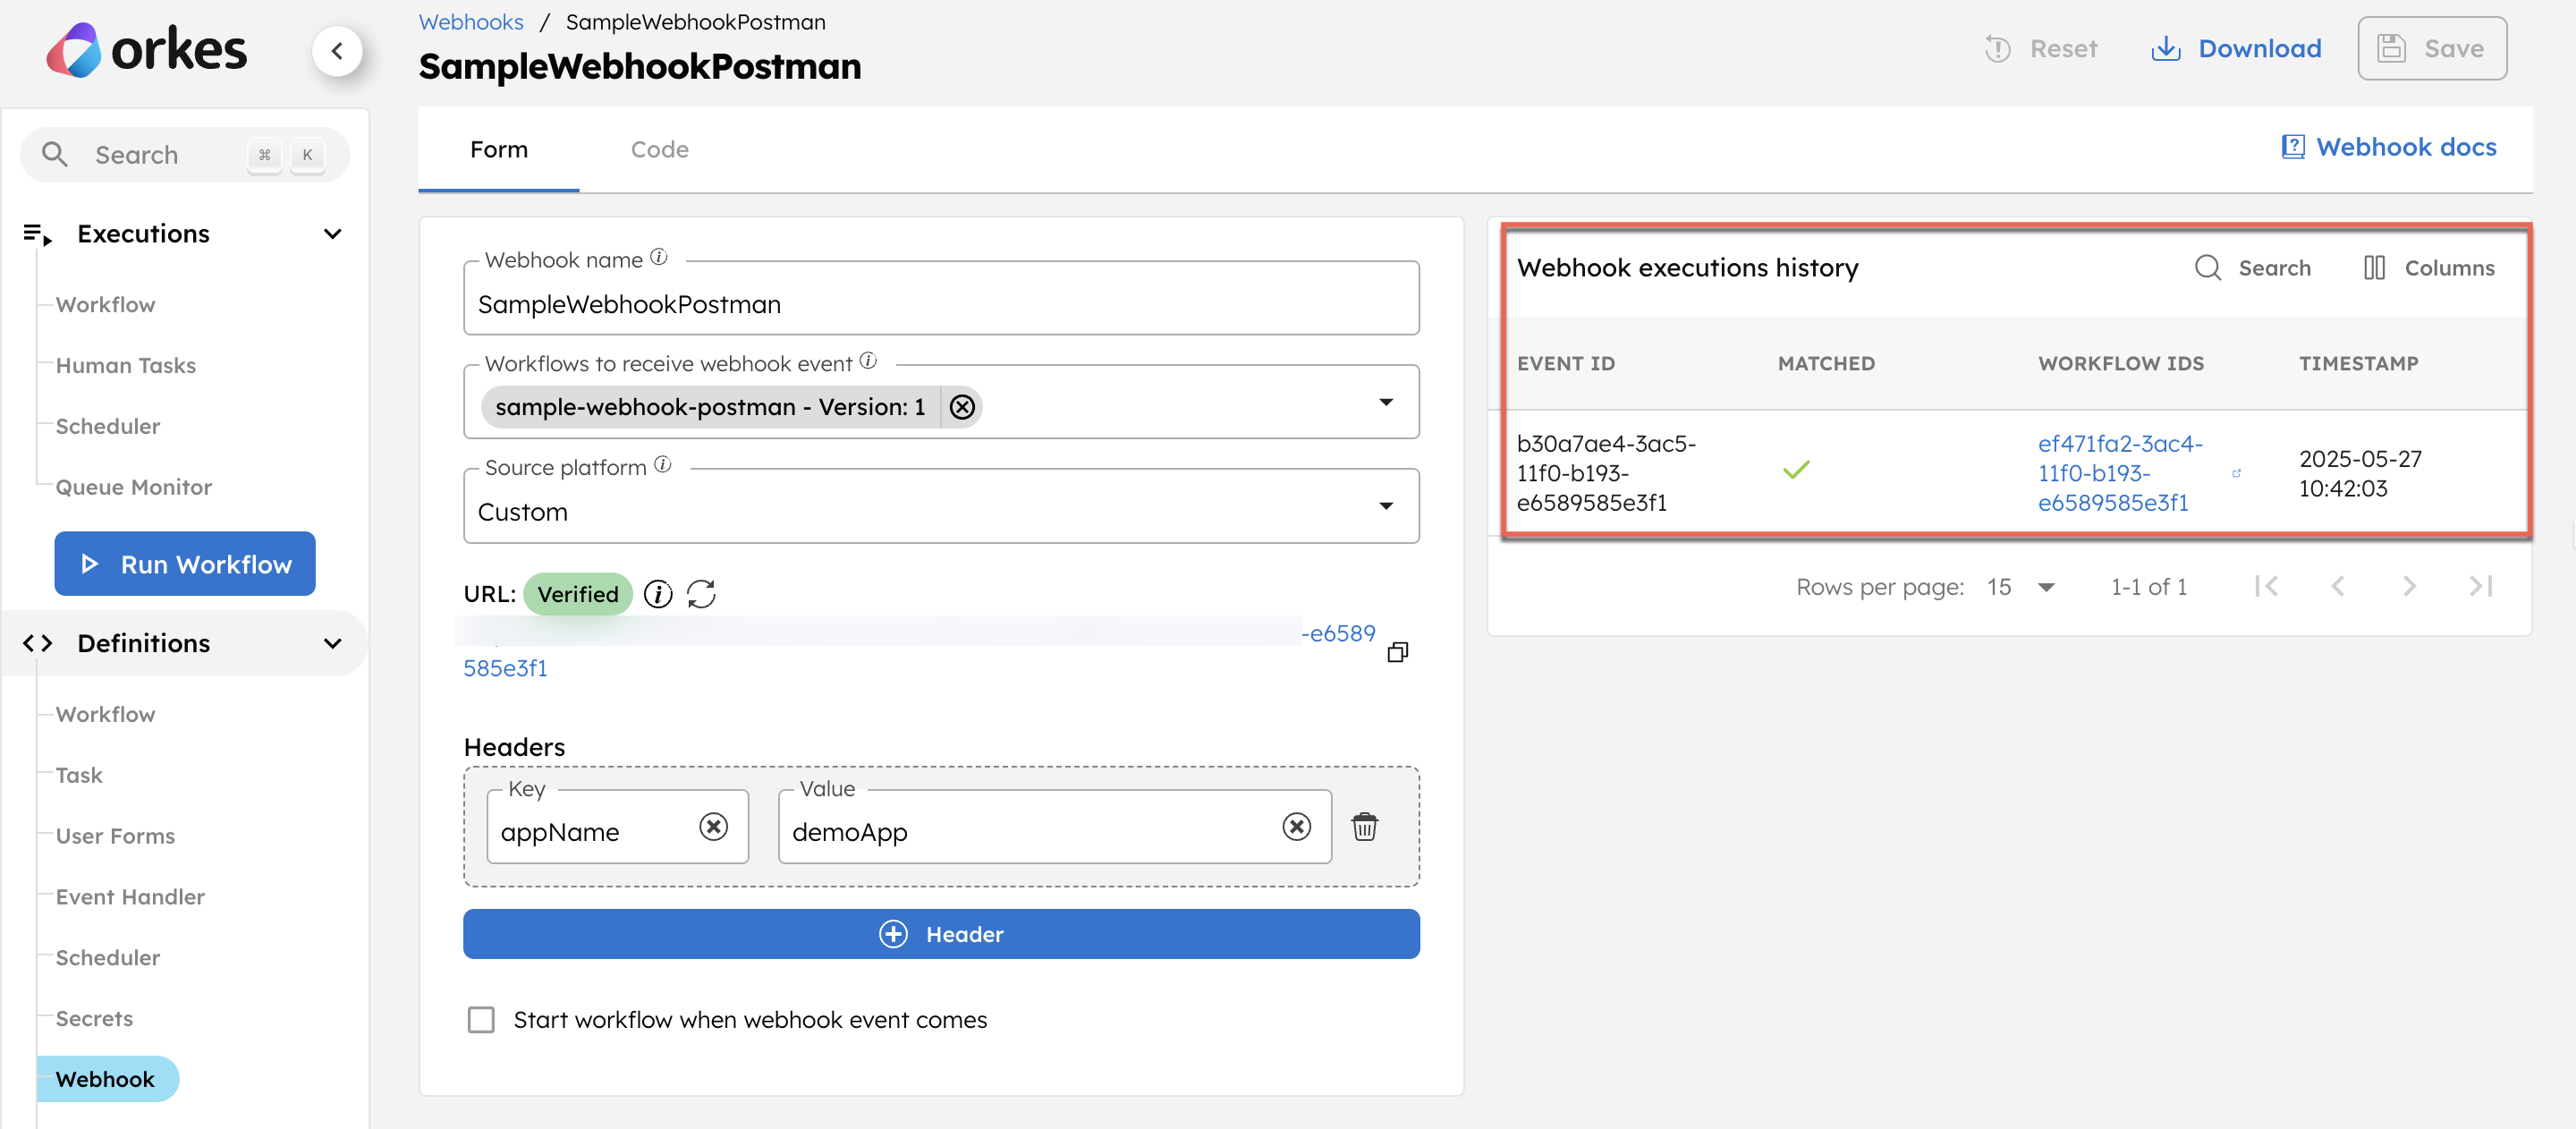 orkes
Webhooks / SampleWebhookPostman
SampleWebhookPostman
Reset
Download
Save
Search
⌘
K
Executions
Workflow
Human Tasks
Scheduler
Queue Monitor
Run Workflow
Definitions
Workflow
Task
User Forms
Event Handler
Scheduler
Secrets
Webhook
Form
Code
Webhook docs
Webhook name
SampleWebhookPostman
Workflows to receive webhook event
sample-webhook-postman - Version: 1
Source platform
Custom
URL: Verified
-e6589
585e3f1
Headers
Key
appName
Value
demoApp
Header
Start workflow when webhook event comes
Webhook executions history
Search
Columns
EVENT ID MATCHED WORKFLOW IDS TIMESTAMP
b30a7ae4-3ac5-
11f0-b193-
e6589585e3f1
ef471fa2-3ac4-
11f0-b193-
e6589585e3f1
2025-05-27
10:42:03
Rows per page: 15 1-1 of 1